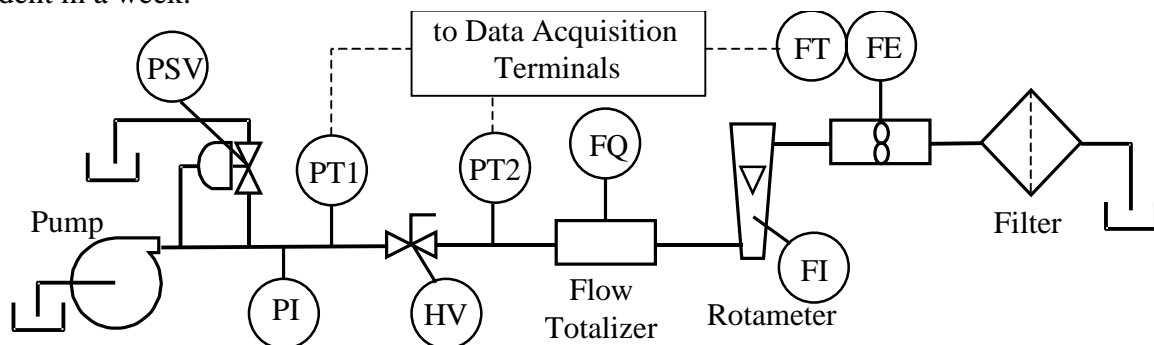 dent in a week.
to Data Acquisition
Terminals
FT
FE
PSV
FQ
PT1
PT2
Pump
Filter
PI
HV
Flow
Totalizer
FI
Rotameter